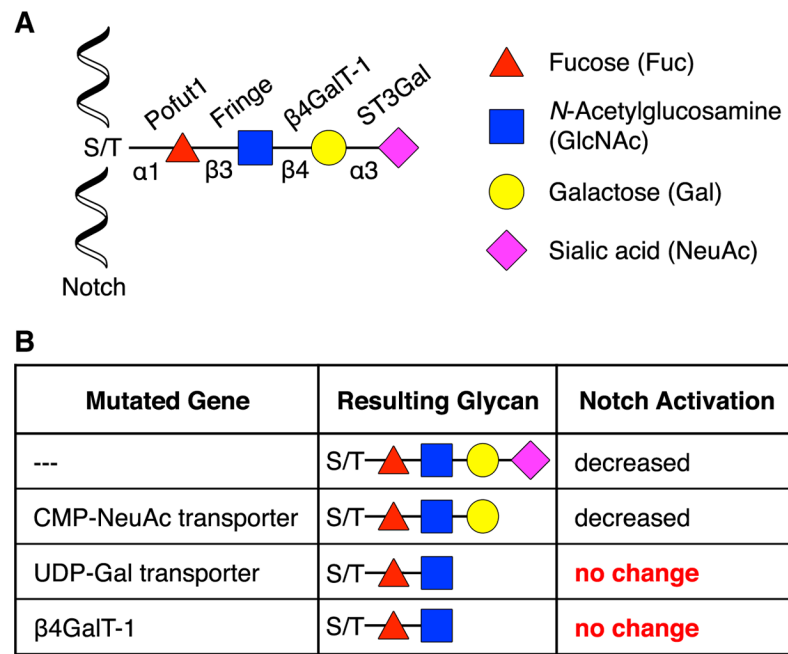 A
Pofut1 Fringe β4GalT-1 ST3Gal
S/T
α1 β3 β4 α3
Notch
Fucose (Fuc)
N-Acetylglucosamine
(GlcNAc)
Galactose (Gal)
Sialic acid (NeuAc)
B
Mutated Gene Resulting Glycan Notch Activation
--- S/T decreased
CMP-NeuAc transporter S/T decreased
UDP-Gal transporter S/T no change
β4GalT-1 S/T no change